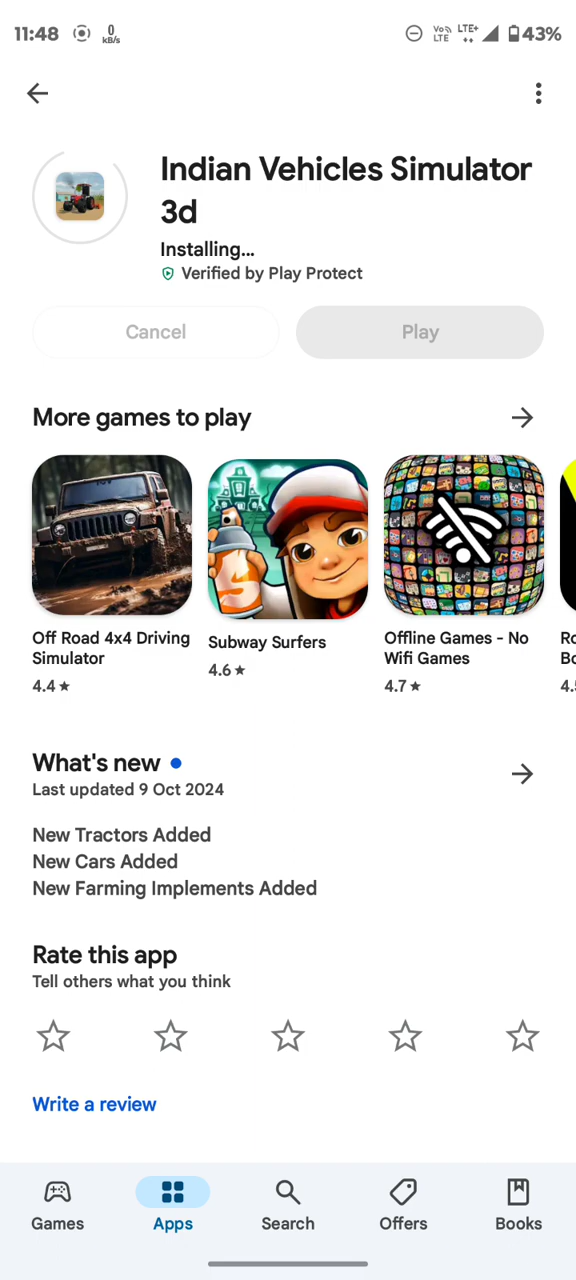 11:48
0
kB/s
Vo
LTE
LTE+
43%
Indian Vehicles Simulator
3d
Installing...
Verified by Play Protect
Cancel
Play
More games to play
Off Road 4x4 Driving
Simulator
4.4★
Subway Surfers
4.6★
Offline Games - No
Wifi Games
4.7★
What's new
Last updated 9 Oct 2024
New Tractors Added
New Cars Added
New Farming Implements Added
Rate this app
Tell others what you think
Write a review
Games
Apps
Search
Offers
Books